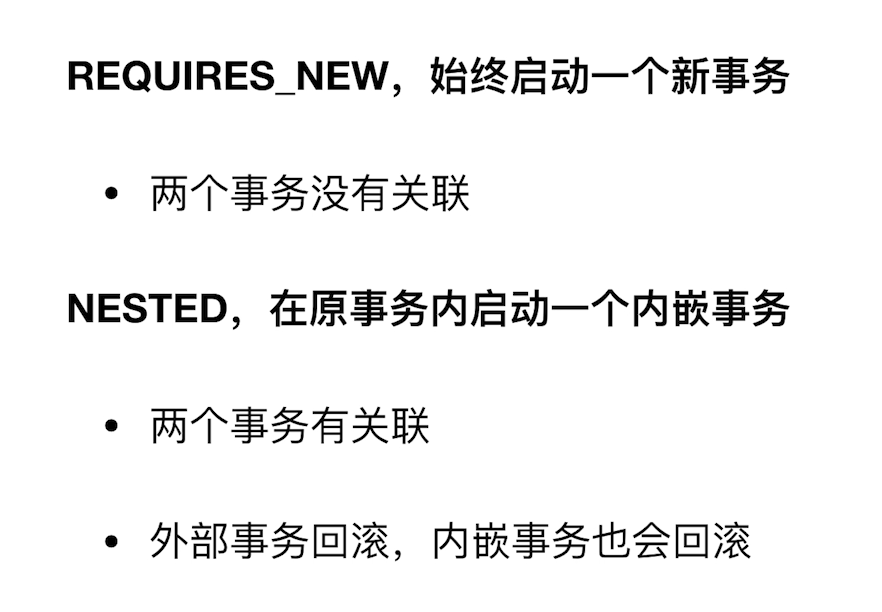 REQUIRES_NEW，始终启动一个新事务
• 两个事务没有关联
NESTED，在原事务内启动一个内嵌事务
• 两个事务有关联
• 外部事务回滚，内嵌事务也会回滚